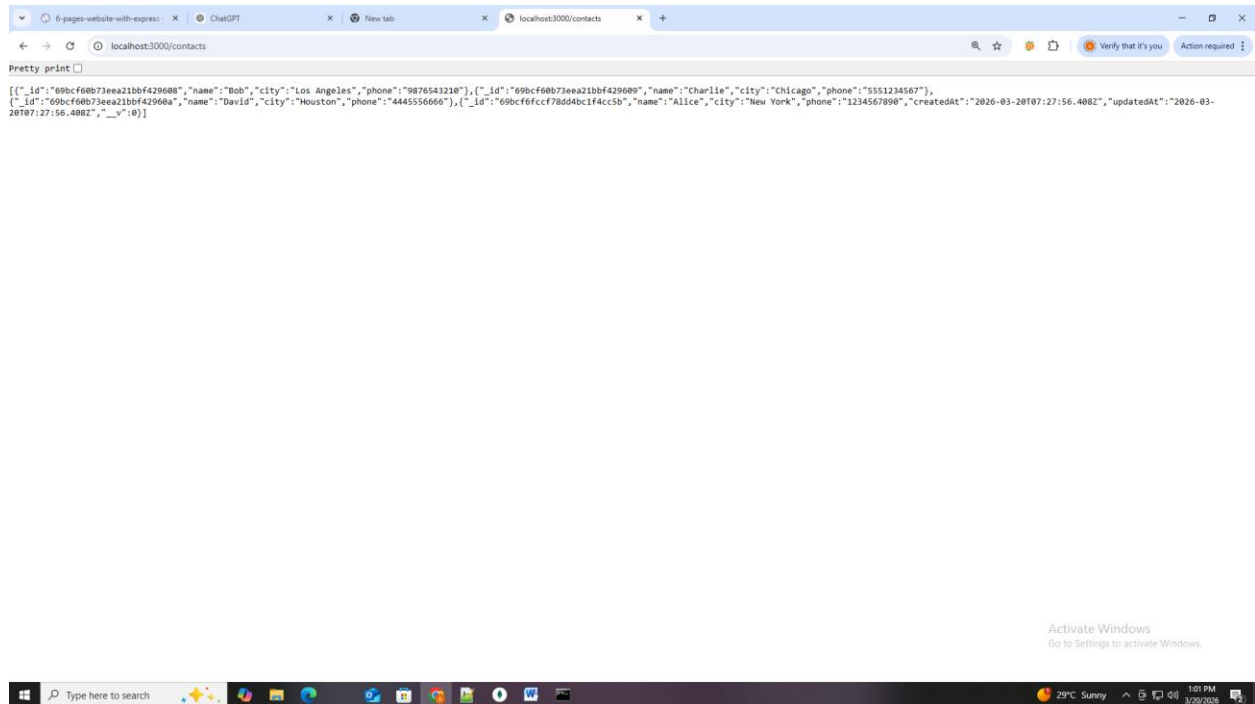 6-pages-website-with-express
ChatGPT
New tab
localhost:3000/contacts
localhost:3000/contacts
Verify that it's you
Action required
Pretty print
[{"_id":"69bcf60b73eea21bbf429608","name":"Bob","city":"Los Angeles","phone":"9876543210"},{"_id":"69bcf60b73eea21bbf429609","name":"Charlie","city":"Chicago","phone":"5551234567"},
{"_id":"69bcf60b73eea21bbf42960a","name":"David","city":"Houston","phone":"4445556666"},{"_id":"69bcf6fccf78dd4bc1f4cc5b","name":"Alice","city":"New York","phone":"1234567890","createdAt":"2026-03-20T07:27:56.408Z","updatedAt":"2026-03-
20T07:27:56.408Z","__v":0}]
Activate Windows
Go to Settings to activate Windows.
Type here to search
29°C Sunny
1:01 PM
3/20/2026